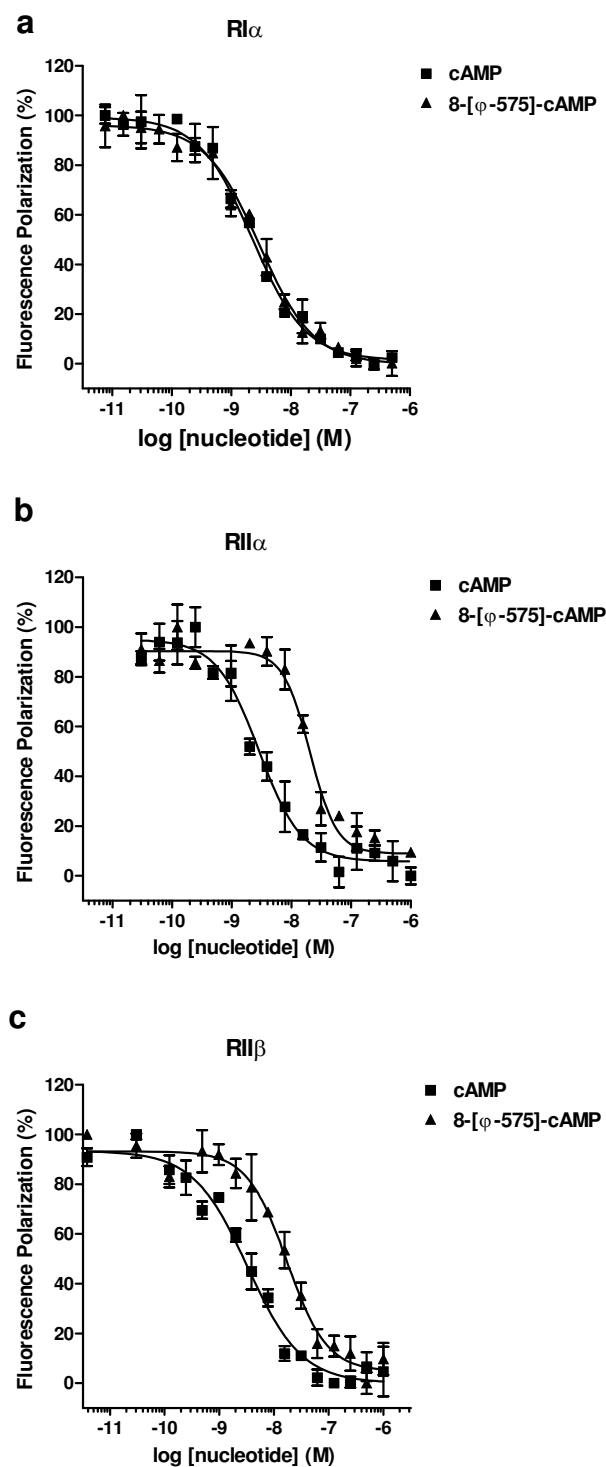 a
RIα
120
100
80
60
40
20
0
Fluorescence Polarization (%)
-11 -10 -9 -8 -7 -6
log [nucleotide] (M)
cAMP
8-[φ-575]-cAMP
b
RIIα
120
100
80
60
40
20
0
Fluorescence Polarization (%)
-11 -10 -9 -8 -7 -6
log [nucleotide] (M)
cAMP
8-[φ-575]-cAMP
c
RIIβ
120
100
80
60
40
20
0
Fluorescence Polarization (%)
-11 -10 -9 -8 -7 -6
log [nucleotide] (M)
cAMP
8-[φ-575]-cAMP